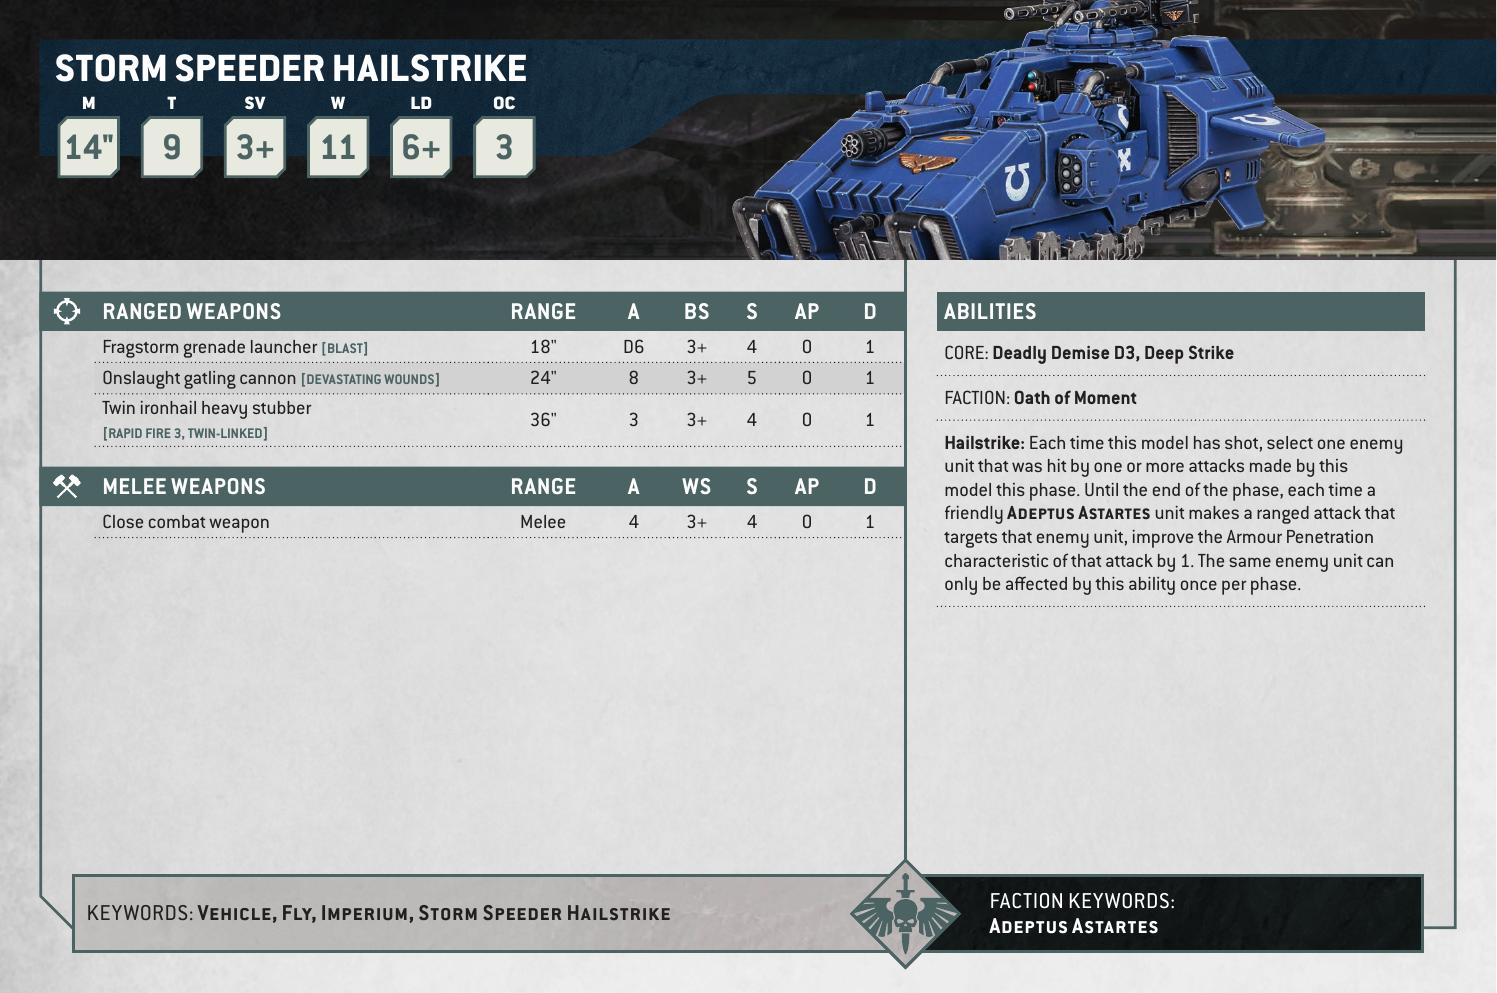 STORM SPEEDER HAILSTRIKE
M T SV W LD OC
14" 9 3+ 11 6+ 3
RANGED WEAPONS RANGE A BS S AP D
Fragstorm grenade launcher [BLAST] 18" D6 3+ 4 0 1
Onslaught gatling cannon [DEVASTATING WOUNDS] 24" 8 3+ 5 0 1
Twin ironhail heavy stubber
[RAPID FIRE 3, TWIN-LINKED] 36" 3 3+ 4 0 1
MELEE WEAPONS RANGE A WS S AP D
Close combat weapon Melee 4 3+ 4 0 1
ABILITIES
CORE: Deadly Demise D3, Deep Strike
FACTION: Oath of Moment
Hailstrike: Each time this model has shot, select one enemy
unit that was hit by one or more attacks made by this
model this phase. Until the end of the phase, each time a
friendly ADEPTUS ASTARTES unit makes a ranged attack that
targets that enemy unit, improve the Armour Penetration
characteristic of that attack by 1. The same enemy unit can
only be affected by this ability once per phase.
KEYWORDS: VEHICLE, FLY, IMPERIUM, STORM SPEEDER HAILSTRIKE
FACTION KEYWORDS:
ADEPTUS ASTARTES